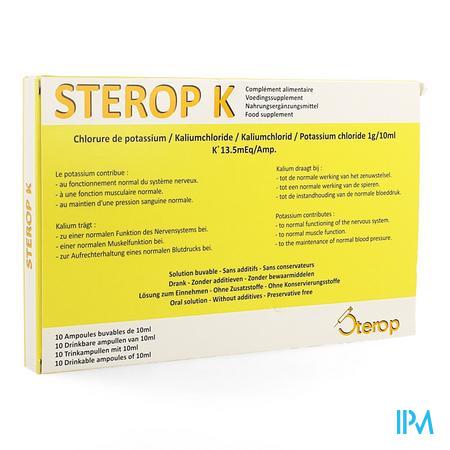 STEROP K
Complément alimentaire
Voedingssupplement
Nahrungsergänzungsmittel
Food supplement
Chlorure de potassium / Kaliumchloride / Kaliumchlorid / Potassium chloride 1g/10ml
K+ 13.5mEq/Amp.
Le potassium contribue :
- au fonctionnement normal du système nerveux.
- à une fonction musculaire normale.
- au maintien d'une pression sanguine normale.
Kalium draagt bij :
- tot de normale werking van het zenuwstelsel.
- tot een normale werking van de spieren.
- tot de instandhouding van de normale bloeddruk.
Kalium trägt :
- zu einer normalen Funktion des Nervensystems bei.
- einer normalen Muskelfunktion bei.
- zur Aufrechterhaltung eines normalen Blutdrucks bei.
Potassium contributes :
- to normal functioning of the nervous system.
- to normal muscle function.
- to the maintenance of normal blood pressure.
Solution buvable - Sans additifs - Sans conservateurs
Drank - Zonder additieven - Zonder bewaarmiddelen
Lösung zum Einnehmen - Ohne Zusatzstoffe - Ohne Konservierungsstoffe
Oral solution - Without additives - Preservative free
10 Ampoules buvables de 10ml
10 Drinkbare ampullen van 10ml
10 Trinkampullen mit 10ml
10 Drinkable ampoules of 10ml
Sterop
STEROP K
IPM